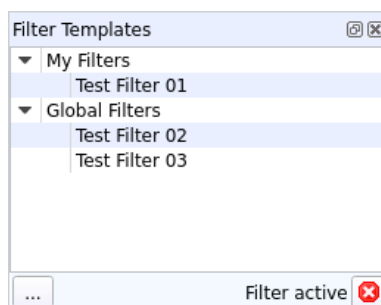 Filter Templates
My Filters
Test Filter 01
Global Filters
Test Filter 02
Test Filter 03
... Filter active